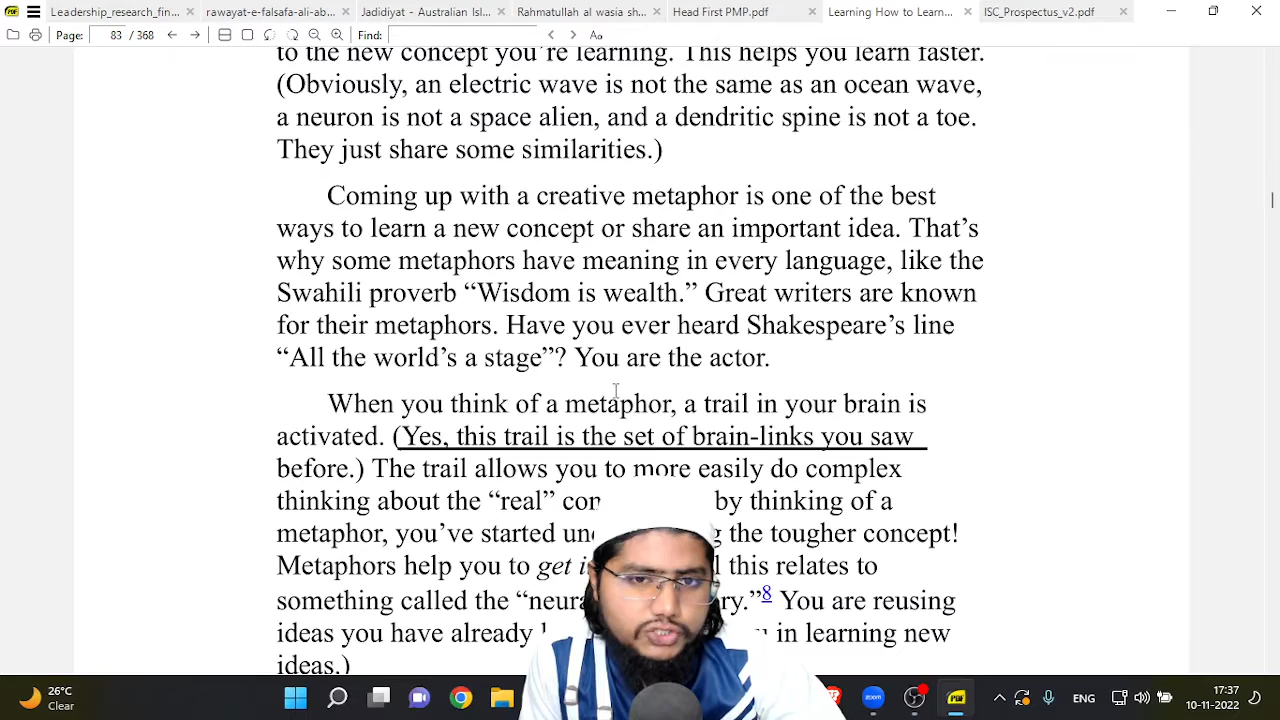 Leadership_research_fin... rawayat-e-falsafa-il-ab... Jadidiyat - Aturan Isl... Rahmatullah al wasia sh... Head First PMP.pdf Learning How to Learn... ISC_Prospectus_v2.pdf
Page: 83 / 368 Find:
to the new concept you’re learning. This helps you learn faster.
(Obviously, an electric wave is not the same as an ocean wave,
a neuron is not a space alien, and a dendritic spine is not a toe.
They just share some similarities.)
Coming up with a creative metaphor is one of the best
ways to learn a new concept or share an important idea. That’s
why some metaphors have meaning in every language, like the
Swahili proverb “Wisdom is wealth.” Great writers are known
for their metaphors. Have you ever heard Shakespeare’s line
“All the world’s a stage”? You are the actor.
When you think of a metaphor, a trail in your brain is
activated. (Yes, this trail is the set of brain-links you saw
before.) The trail allows you to more easily do complex
thinking about the “real” con by thinking of a
metaphor, you’ve started un the tougher concept!
Metaphors help you to get this relates to
something called the “neura ry.”8 You are reusing
ideas you have already in learning new
ideas.)
26°C
Clear
zoom
PDF
ENG
17:37
10-11-2022